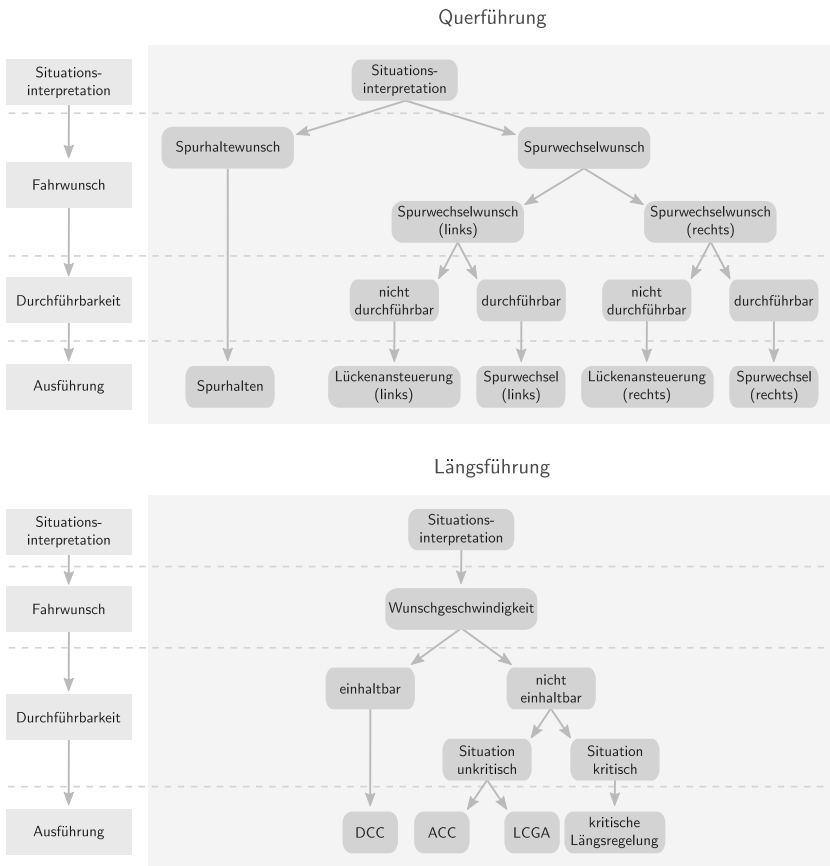 Querführung
Situations-
interpretation
Situations-
interpretation
Spurhaltewunsch
Spurwechselwunsch
Fahrwunsch
Spurwechselwunsch
(links)
Spurwechselwunsch
(rechts)
Durchführbarkeit
nicht
durchführbar
durchführbar
nicht
durchführbar
durchführbar
Ausführung
Spurhalten
Lückenansteuerung
(links)
Spurwechsel
(links)
Lückenansteuerung
(rechts)
Spurwechsel
(rechts)
Längsführung
Situations-
interpretation
Situations-
interpretation
Fahrwunsch
Wunschgeschwindigkeit
Durchführbarkeit
einhaltbar
nicht
einhaltbar
Situation
unkritisch
Situation
kritisch
Ausführung
DCC
ACC
LCGA
kritische
Längsregelung